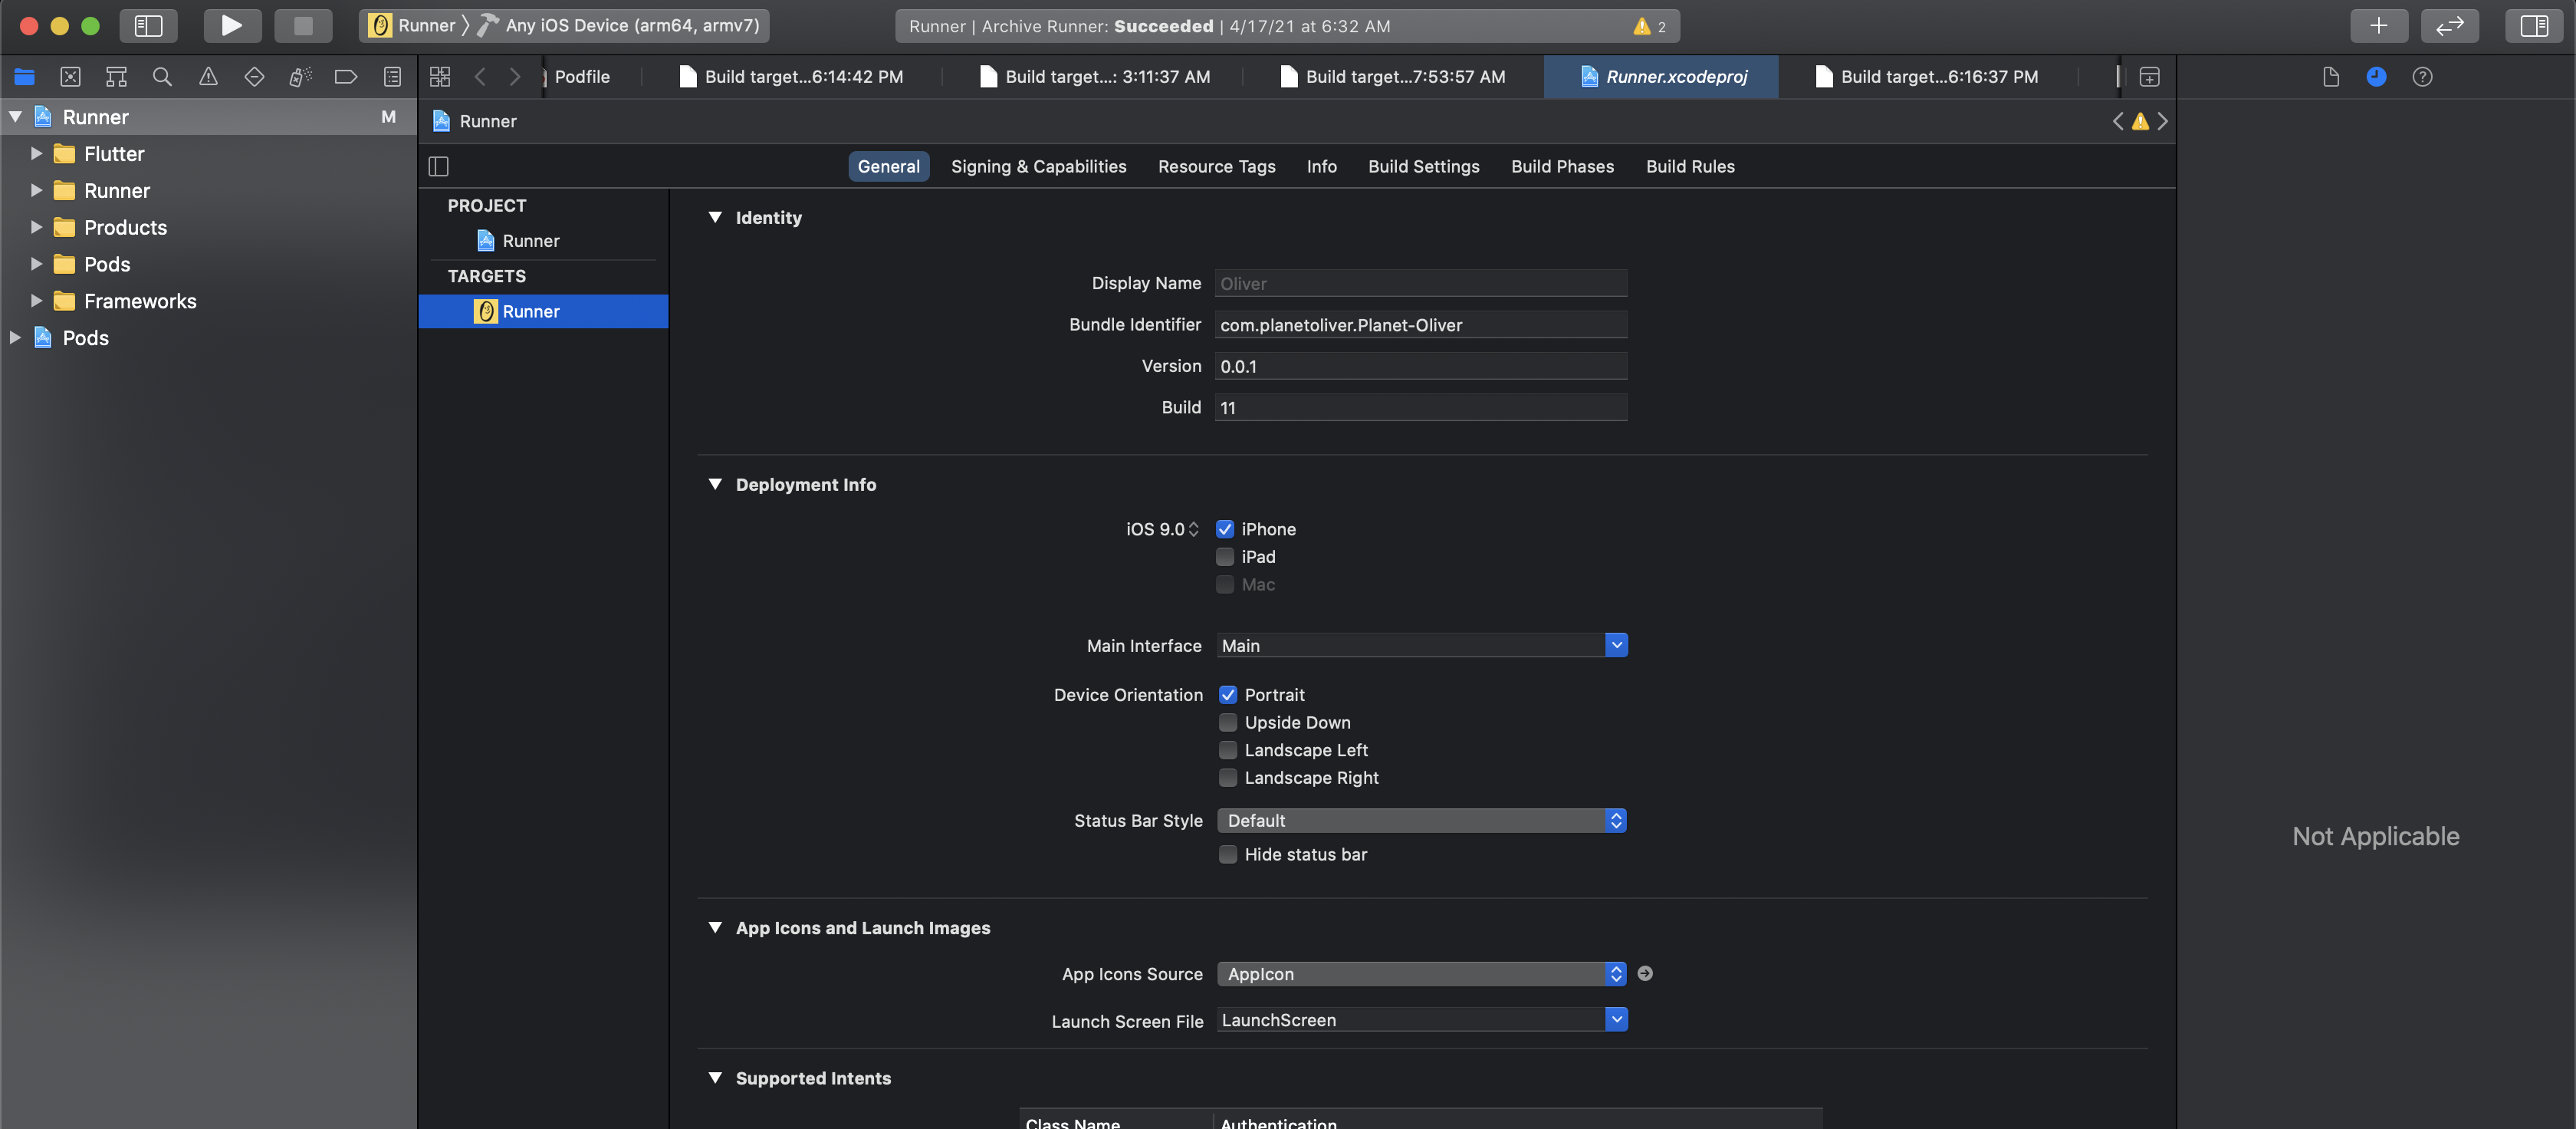 Runner 〉 Any iOS Device (arm64, armv7)
Runner | Archive Runner: Succeeded | 4/17/21 at 6:32 AM
2
Podfile
Build target...6:14:42 PM
Build target...: 3:11:37 AM
Build target...7:53:57 AM
Runner.xcodeproj
Build target...6:16:37 PM
Runner M
Flutter
Runner
Products
Pods
Frameworks
Pods
Runner
General
Signing & Capabilities
Resource Tags
Info
Build Settings
Build Phases
Build Rules
PROJECT
Runner
TARGETS
Runner
Identity
Display Name Oliver
Bundle Identifier com.planetoliver.Planet-Oliver
Version 0.0.1
Build 11
Deployment Info
iOS 9.0 iPhone
iPad
Mac
Main Interface Main
Device Orientation Portrait
Upside Down
Landscape Left
Landscape Right
Status Bar Style Default
Hide status bar
App Icons and Launch Images
App Icons Source AppIcon
Launch Screen File LaunchScreen
Supported Intents
Class Name Authentication
Not Applicable